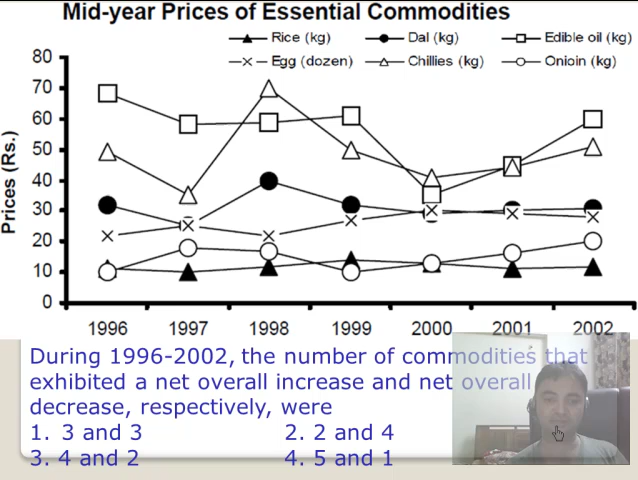 Mid-year Prices of Essential Commodities
Rice (kg) Dal (kg) Edible oil (kg)
Egg (dozen) Chillies (kg) Onioin (kg)
Prices (Rs.)
80
70
60
50
40
30
20
10
0
1996 1997 1998 1999 2000 2001 2002
During 1996-2002, the number of commodities that
exhibited a net overall increase and net overall
decrease, respectively, were
1. 3 and 3 2. 2 and 4
3. 4 and 2 4. 5 and 1